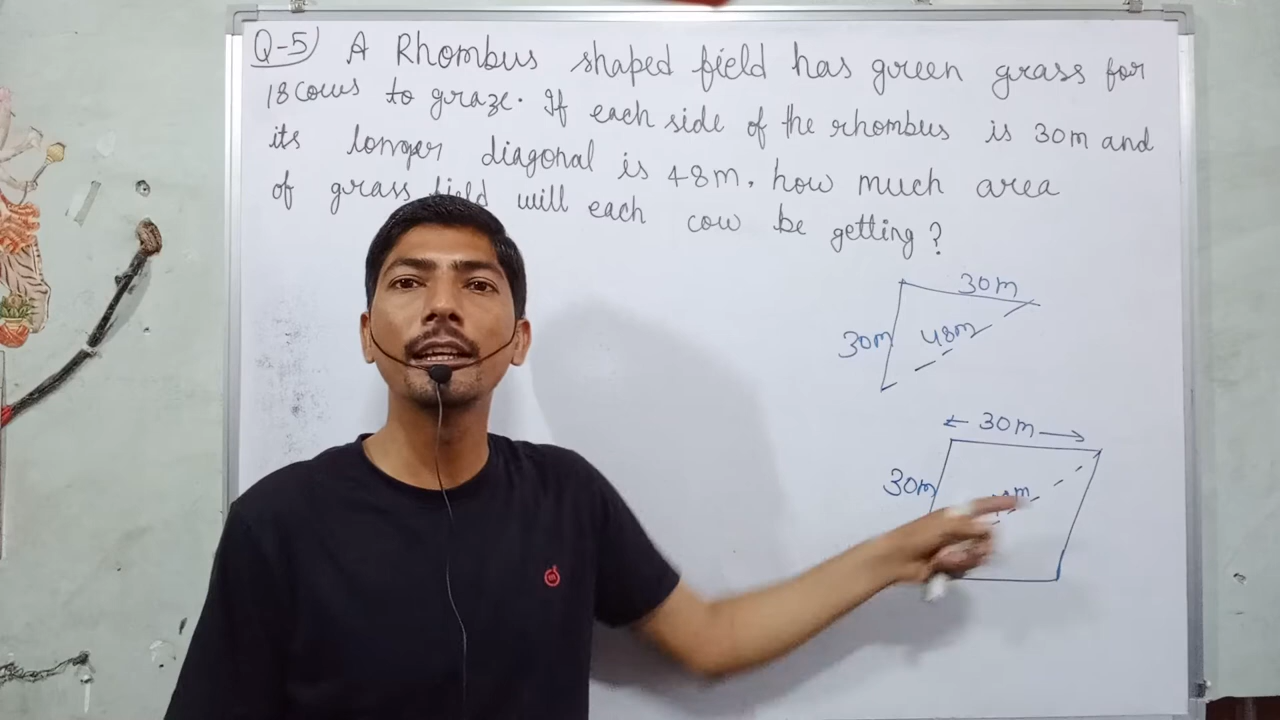 Q-5) A Rhombus shaped field has green grass for
18 cows to graze. If each side of the rhombus is 30m and
its longer diagonal is 48m, how much area
of grass field will each cow be getting?
30m
30m
48m
30m
30m